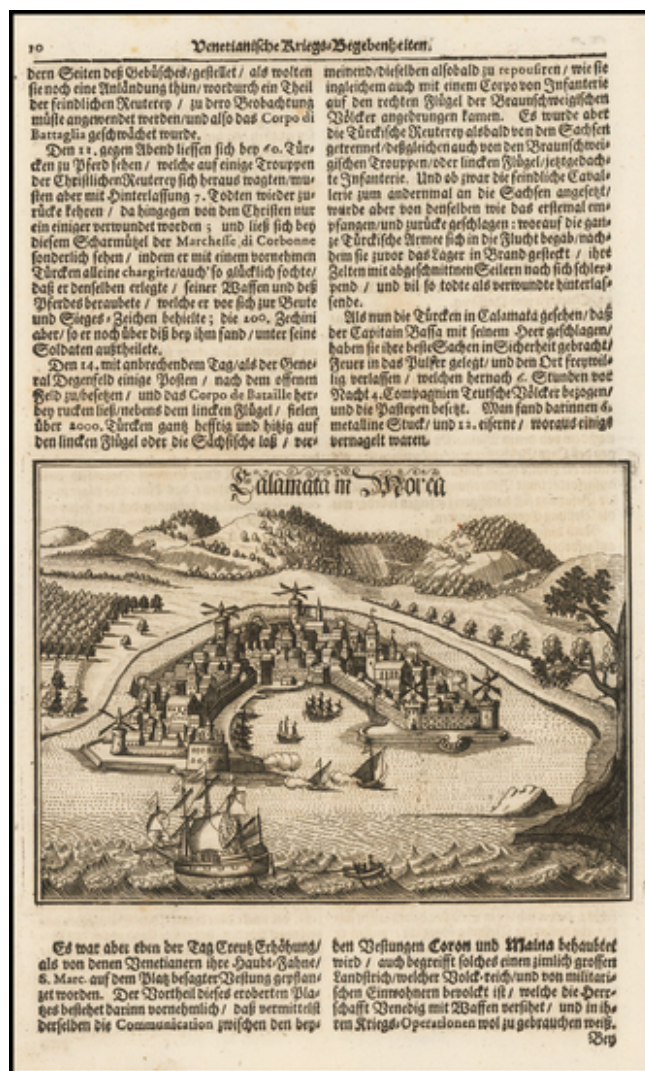 10
Venetianische Kriegs-Begebenheiten.
dern Seiten deß Gebüsches/gestellet / als wolten
sie noch eine Anländung thun/wordurch ein Theil
der feindlichen Reuterey / zu dero Beobachtung
müste angewendet werden/und also das Corpo di
Battaglia geschwächet wurde.
Den 11. gegen Abend liessen sich bey 60. Tür-
cken zu Pferd sehen / welche auf einige Trouppen
der Christlichen Reuterey sich heraus wagten/mu-
sten aber mit Hinterlassung 7. Todten wieder zu-
rücke kehren / da hingegen von den Christen nur
ein einiger verwundet worden ; und ließ sich bey
diesem Scharmützel der Marchese di Corbonne
sonderlich sehen / indem er mit einem vornehmen
Türcken alleine chargirte/auch so glücklich fochte/
daß er denselben erlegte / seiner Waffen und deß
Pferdes beraubete / welche er vor sich zur Beute
und Sieges-Zeichen behielte ; die 200. Zechini
aber/ so er noch über diß bey ihm fand / unter seine
Soldaten außtheilete.
Den 14. mit anbrechendem Tag/als der Gene-
ral Degenfeld einige Posten / nach dem offenen
Feld zu/besetzen / und das Corpo de Bataille her-
bey rucken ließ/nebens dem lincken Flügel / fielen
über 2000. Türcken gantz hefftig und hitzig auf
den lincken Flügel oder die Sächsische loß / ver-
meinend/dieselben alsobald zu repousiren / wie sie
ingleichem auch mit einem Corpo von Infanterie
auf den rechten Flügel der Braunschweigischen
Völcker angedrungen kamen. Es wurde aber
die Türckische Reuterey alsbald von den Sachsen
getrennet/deßgleichen auch von den Braunschwei-
gischen Trouppen/oder lincken Flügel/jetzgedach-
te Infanterie. Und ob zwar die feindliche Caval-
lerie zum andernmal an die Sachsen angesetzt/
wurde aber von denselben wie das erstemal em-
pfangen/und zurücke geschlagen : worauf die gan-
ze Türckische Armee sich in die Flucht begab/nach-
dem sie zuvor das Lager in Brand gesteckt / ihre
Zelten mit abgeschnittnen Seilern nach sich schlep-
pend / und vil so todte als verwundte hinterlas-
sende.
Als nun die Türcken in Calamata gesehen/daß
der Capitain Bassa mit seinem Heer geschlagen/
haben sie ihre beste Sachen in Sicherheit gebracht/
Feuer in das Pulfer gelegt/und den Ort freywil-
lig verlassen / welchen hernach 6. Stunden vor
Nacht 4. Compagnien Teutsche Völcker bezogen/
und die Pasteyen besetzt. Man fand darinnen 6.
metalline Stuck/ und 12. eiserne / woraus einige
vernagelt waren.
Calamata in Morea
Es war aber eben der Tag Creutz Erhöhung/
als von denen Venetianern ihre Haubt-Fahne/
S. Marc. auf dem Platz besagter Vestung gepflan-
zet worden. Der Vortheil dieses eroberten Pla-
tzes bestehet darinn vornehmlich / daß vermittelst
derselben die Communication zwischen den bey-
den Vestungen Coron und Maina behaubtet
wird / auch begreifft solches einen zimlich grossen
Landstrich/welcher Volck-reich/und von militari-
schen Einwohnern bevolckt ist / welche die Herr-
schafft Venedig mit Waffen versihet / und in ih-
ren Kriegs-Operationen wol zu gebrauchen weiß.
Bey